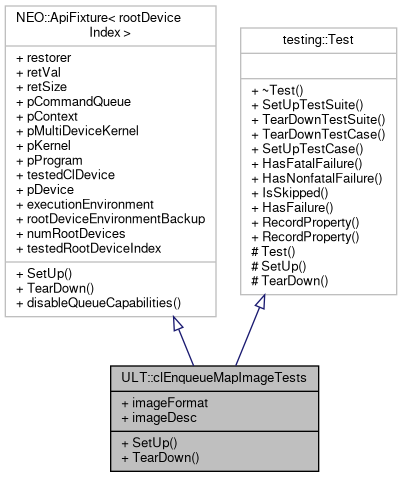 NEO::ApiFixture< rootDevice
Index >
+ restorer
+ retVal
+ retSize
+ pCommandQueue
+ pContext
+ pMultiDeviceKernel
+ pKernel
+ pProgram
+ testedClDevice
+ pDevice
+ executionEnvironment
+ rootDeviceEnvironmentBackup
+ numRootDevices
+ testedRootDeviceIndex
+ SetUp()
+ TearDown()
+ disableQueueCapabilities()
testing::Test
+ ~Test()
+ SetUpTestSuite()
+ TearDownTestSuite()
+ TearDownTestCase()
+ SetUpTestCase()
+ HasFatalFailure()
+ HasNonfatalFailure()
+ IsSkipped()
+ HasFailure()
+ RecordProperty()
+ RecordProperty()
# Test()
# SetUp()
# TearDown()
ULT::clEnqueueMapImageTests
+ imageFormat
+ imageDesc
+ SetUp()
+ TearDown()